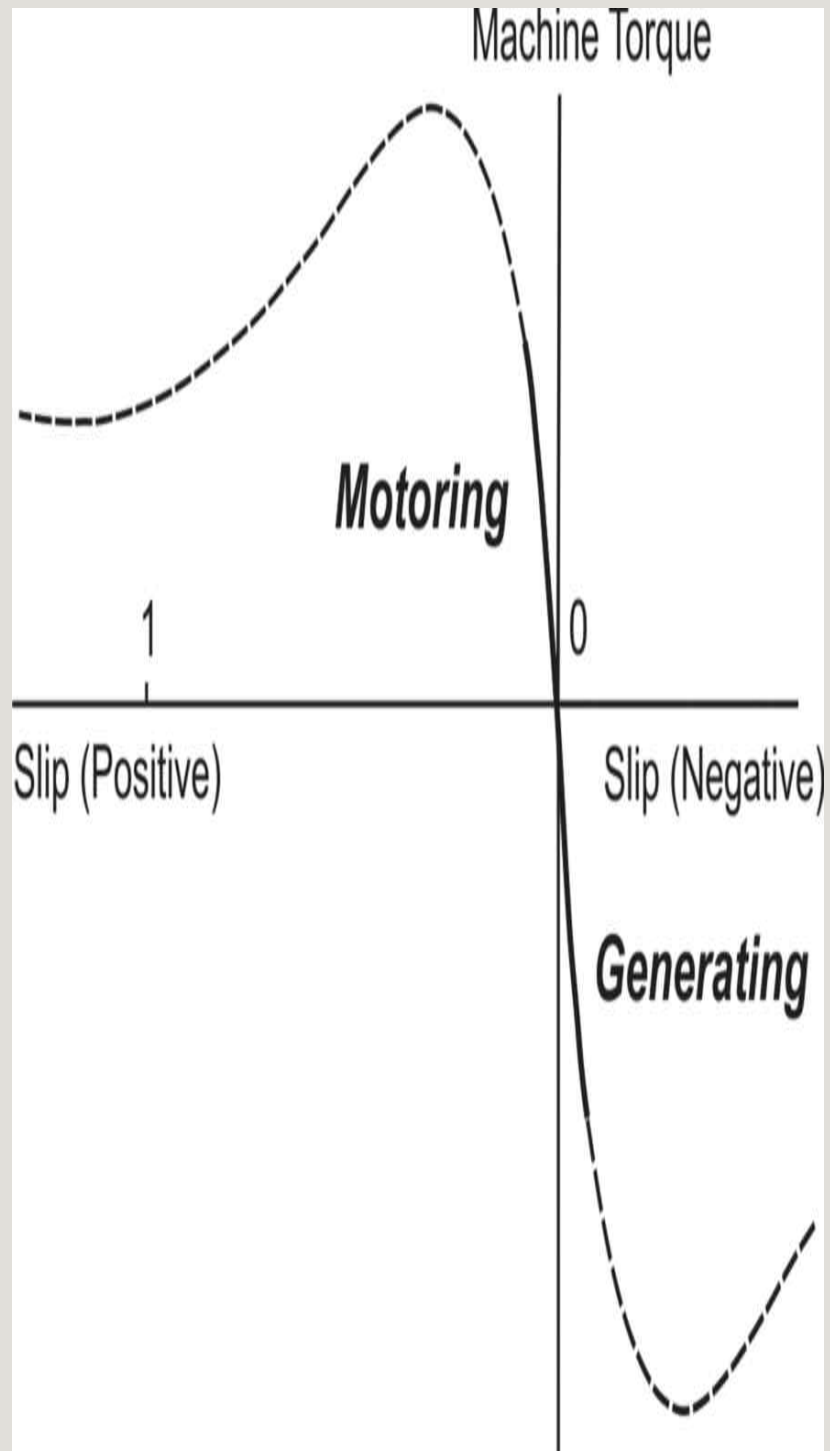 Machine Torque
Motoring
1
0
Slip (Positive)
Slip (Negative)
Generating